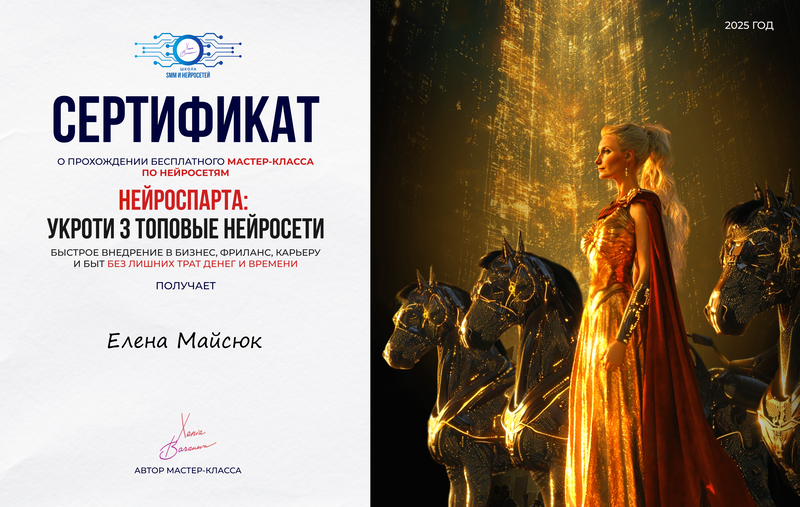 ШКОЛА
SMM И НЕЙРОСЕТЕЙ
СЕРТИФИКАТ
О ПРОХОЖДЕНИИ БЕСПЛАТНОГО МАСТЕР-КЛАССА
ПО НЕЙРОСЕТЯМ
НЕЙРОСПАРТА:
УКРОТИ 3 ТОПОВЫЕ НЕЙРОСЕТИ
БЫСТРОЕ ВНЕДРЕНИЕ В БИЗНЕС, ФРИЛАНС, КАРЬЕРУ
И БЫТ БЕЗ ЛИШНИХ ТРАТ ДЕНЕГ И ВРЕМЕНИ
ПОЛУЧАЕТ
Елена Майсюк
АВТОР МАСТЕР-КЛАССА
2025 ГОД